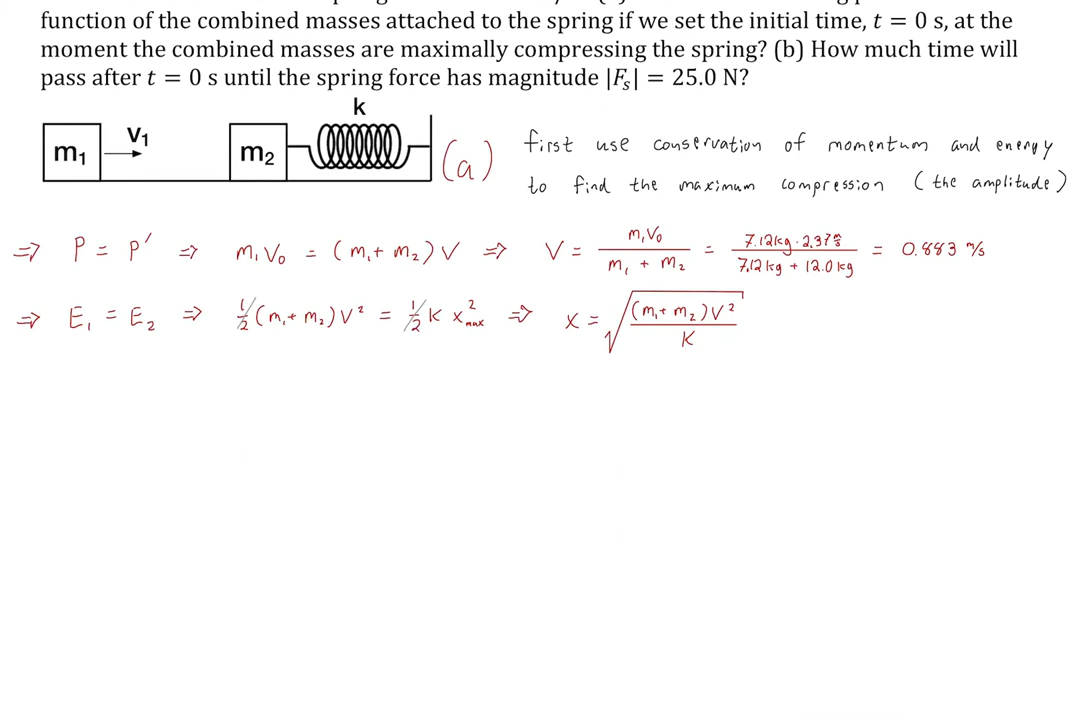 function of the combined masses attached to the spring if we set the initial time, t = 0 s, at the
moment the combined masses are maximally compressing the spring? (b) How much time will
pass after t = 0 s until the spring force has magnitude |Fₛ| = 25.0 N?
k
m₁ V₁ m₂
(a) first use conservation of momentum and energy
to find the maximum compression (the amplitude)
⇒ P = P' ⇒ m₁V₀ = (m₁ + m₂)V ⇒ V = m₁V₀ / (m₁ + m₂) = 7.12kg · 2.37 m/s / (7.12kg + 12.0kg) = 0.883 m/s
⇒ E₁ = E₂ ⇒ ½(m₁ + m₂)V² = ½ K x²max ⇒ x = √((m₁ + m₂)V² / K)